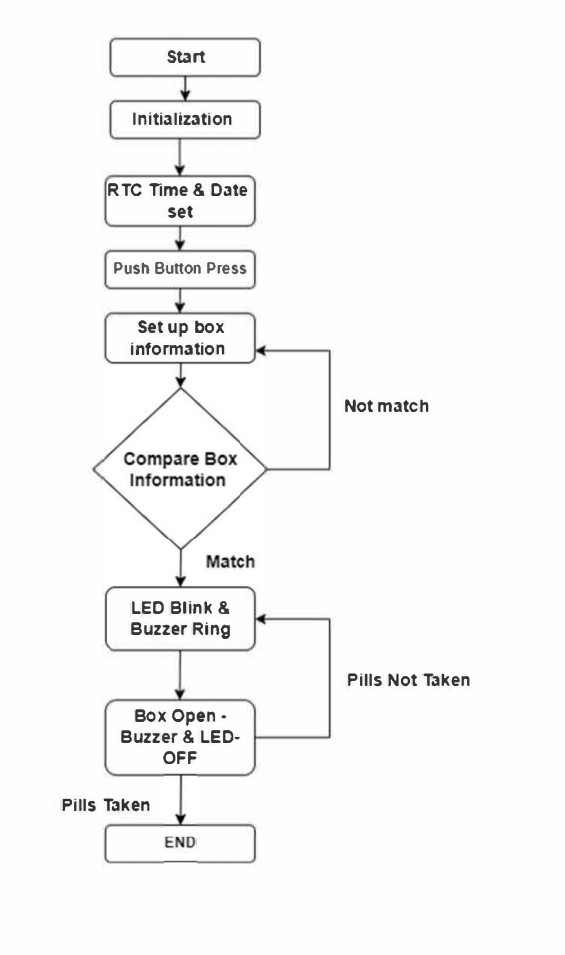 Start
Initialization
RTC Time & Date
set
Push Button Press
Set up box
information
Not match
Compare Box
Information
Match
LED Blink &
Buzzer Ring
Pills Not Taken
Box Open -
Buzzer & LED-
OFF
Pills Taken
END